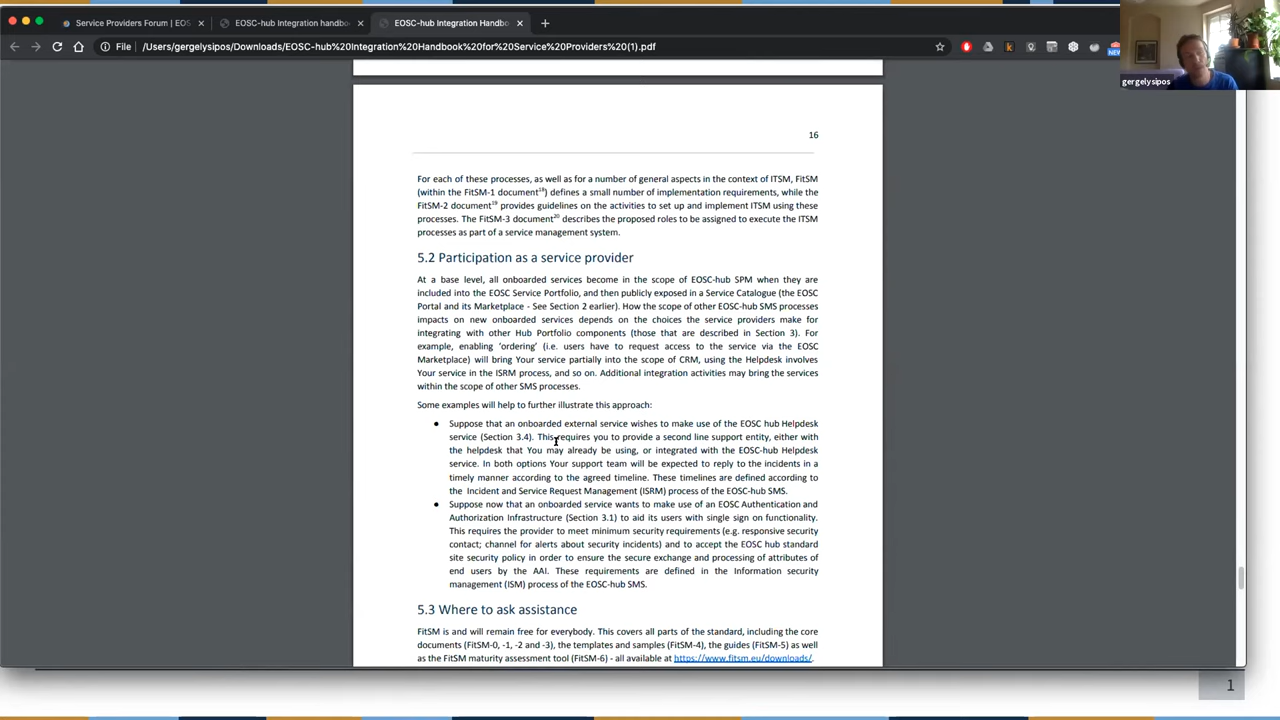 Service Providers Forum | EOS
EOSC-hub Integration handbo
EOSC-hub Integration Handbo
File
/Users/gergelysipos/Downloads/EOSC-hub%20Integration%20Handbook%20for%20Service%20Providers%20(1).pdf
NEW
gergelysipos
16
For each of these processes, as well as for a number of general aspects in the context of ITSM, FitSM
(within the FitSM-1 document18) defines a small number of implementation requirements, while the
FitSM-2 document19 provides guidelines on the activities to set up and implement ITSM using these
processes. The FitSM-3 document20 describes the proposed roles to be assigned to execute the ITSM
processes as part of a service management system.
5.2 Participation as a service provider
At a base level, all onboarded services become in the scope of EOSC-hub SPM when they are
included into the EOSC Service Portfolio, and then publicly exposed in a Service Catalogue (the EOSC
Portal and its Marketplace - See Section 2 earlier). How the scope of other EOSC-hub SMS processes
impacts on new onboarded services depends on the choices the service providers make for
integrating with other Hub Portfolio components (those that are described in Section 3). For
example, enabling ‘ordering’ (i.e. users have to request access to the service via the EOSC
Marketplace) will bring Your service partially into the scope of CRM, using the Helpdesk involves
Your service in the ISRM process, and so on. Additional integration activities may bring the services
within the scope of other SMS processes.
Some examples will help to further illustrate this approach:
● Suppose that an onboarded external service wishes to make use of the EOSC hub Helpdesk
service (Section 3.4). This requires you to provide a second line support entity, either with
the helpdesk that You may already be using, or integrated with the EOSC-hub Helpdesk
service. In both options Your support team will be expected to reply to the incidents in a
timely manner according to the agreed timeline. These timelines are defined according to
the Incident and Service Request Management (ISRM) process of the EOSC-hub SMS.
● Suppose now that an onboarded service wants to make use of an EOSC Authentication and
Authorization Infrastructure (Section 3.1) to aid its users with single sign on functionality.
This requires the provider to meet minimum security requirements (e.g. responsive security
contact; channel for alerts about security incidents) and to accept the EOSC hub standard
site security policy in order to ensure the secure exchange and processing of attributes of
end users by the AAI. These requirements are defined in the Information security
management (ISM) process of the EOSC-hub SMS.
5.3 Where to ask assistance
FitSM is and will remain free for everybody. This covers all parts of the standard, including the core
documents (FitSM-0, -1, -2 and -3), the templates and samples (FitSM-4), the guides (FitSM-5) as well
as the FitSM maturity assessment tool (FitSM-6) - all available at https://www.fitsm.eu/downloads/.
1